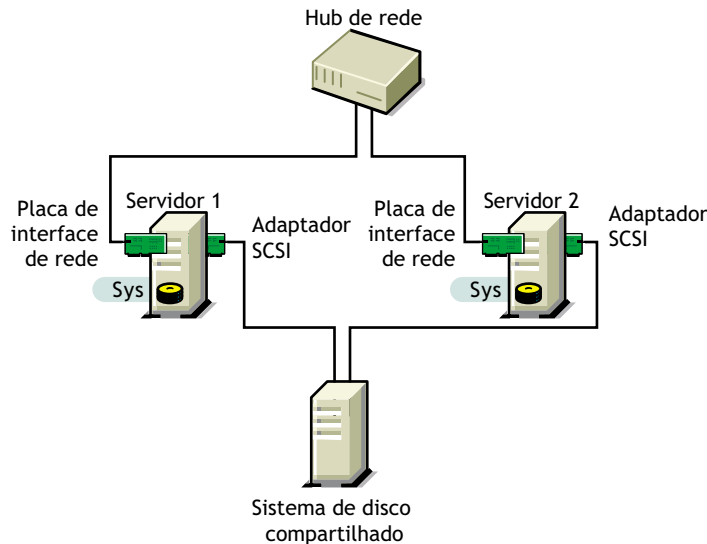 Hub de rede
Servidor 1
Placa de
interface
de rede
Adaptador
SCSI
Sys
Servidor 2
Placa de
interface
de rede
Adaptador
SCSI
Sys
Sistema de disco
compartilhado